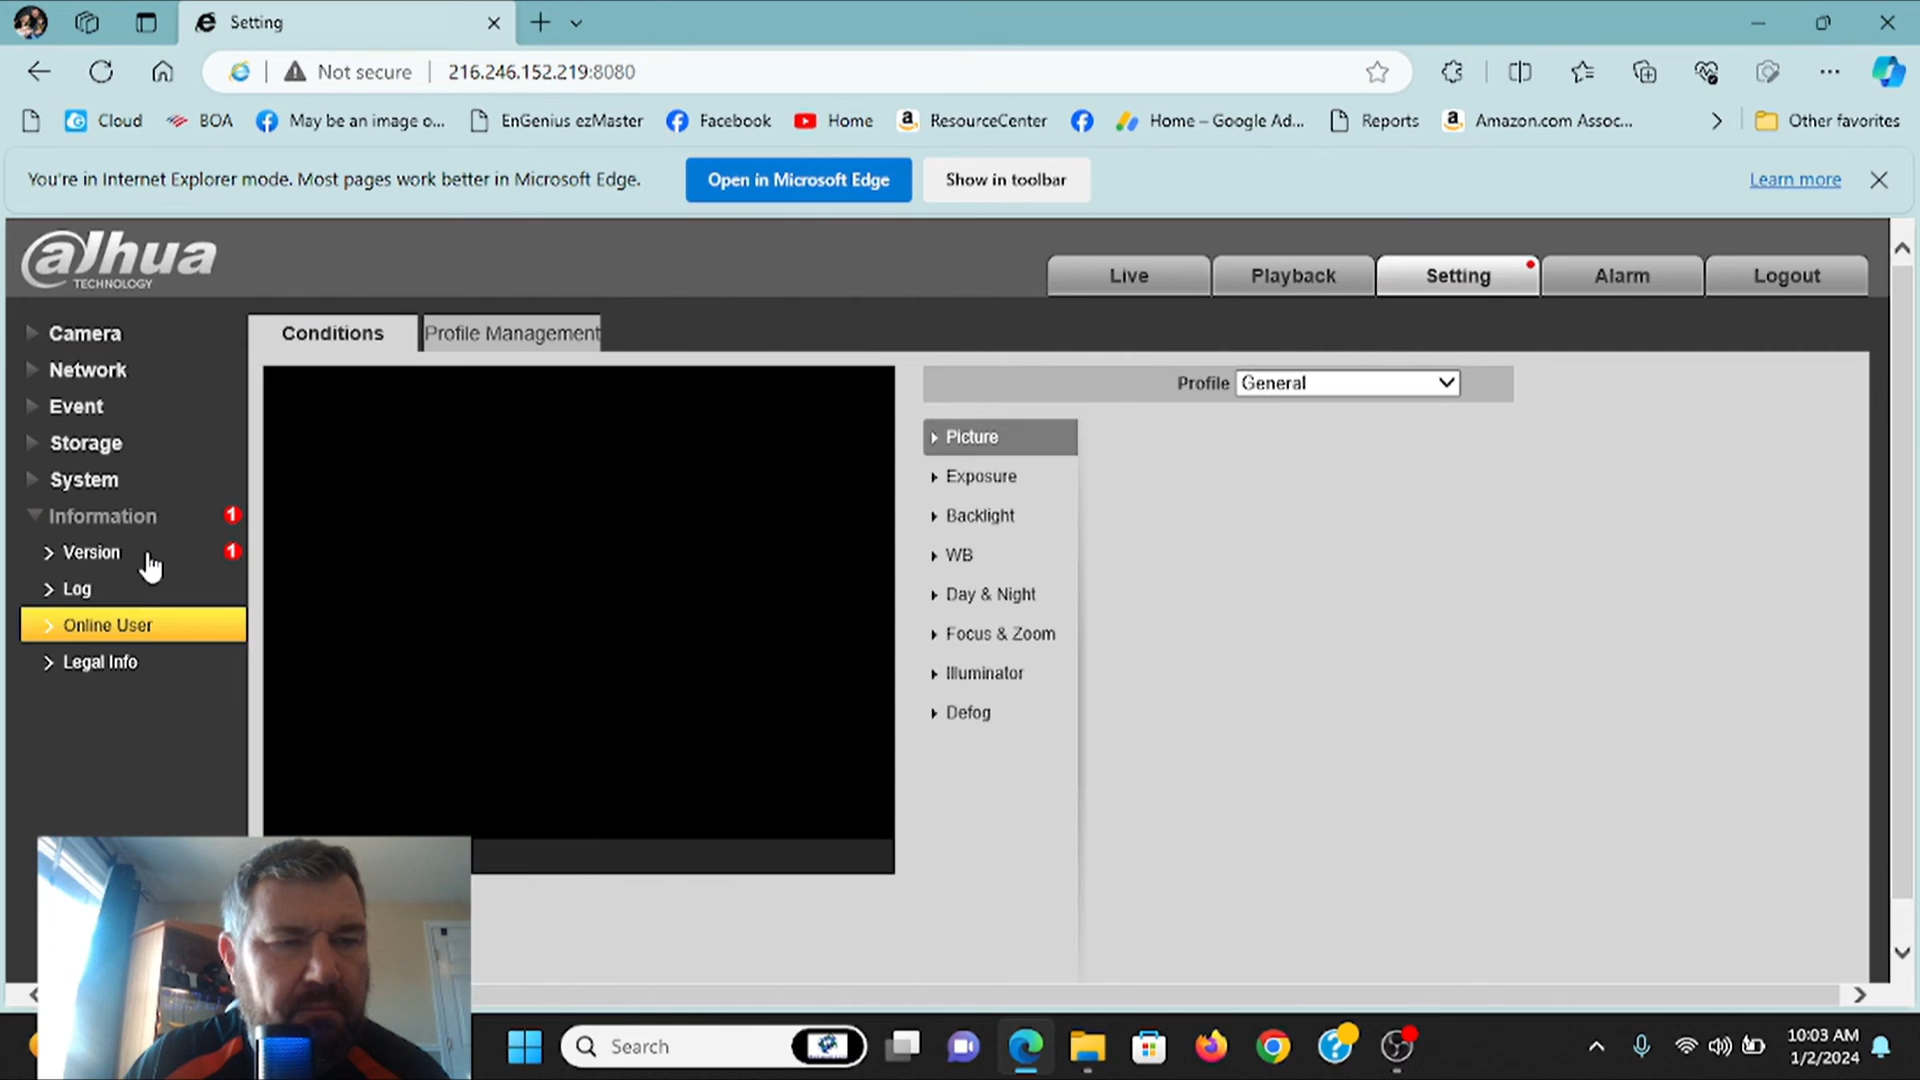 Setting
Not secure
216.246.152.219:8080
Cloud
BOA
May be an image o...
EnGenius ezMaster
Facebook
Home
ResourceCenter
Home – Google Ad...
Reports
Amazon.com Assoc...
Other favorites
You're in Internet Explorer mode. Most pages work better in Microsoft Edge.
Open in Microsoft Edge
Show in toolbar
Learn more
alhua
TECHNOLOGY
Live
Playback
Setting
Alarm
Logout
Camera
Network
Event
Storage
System
Information 1
Version 1
Log
Online User
Legal Info
Conditions
Profile Management
Profile General
Picture
Exposure
Backlight
WB
Day & Night
Focus & Zoom
Illuminator
Defog
Search
10:03 AM
1/2/2024